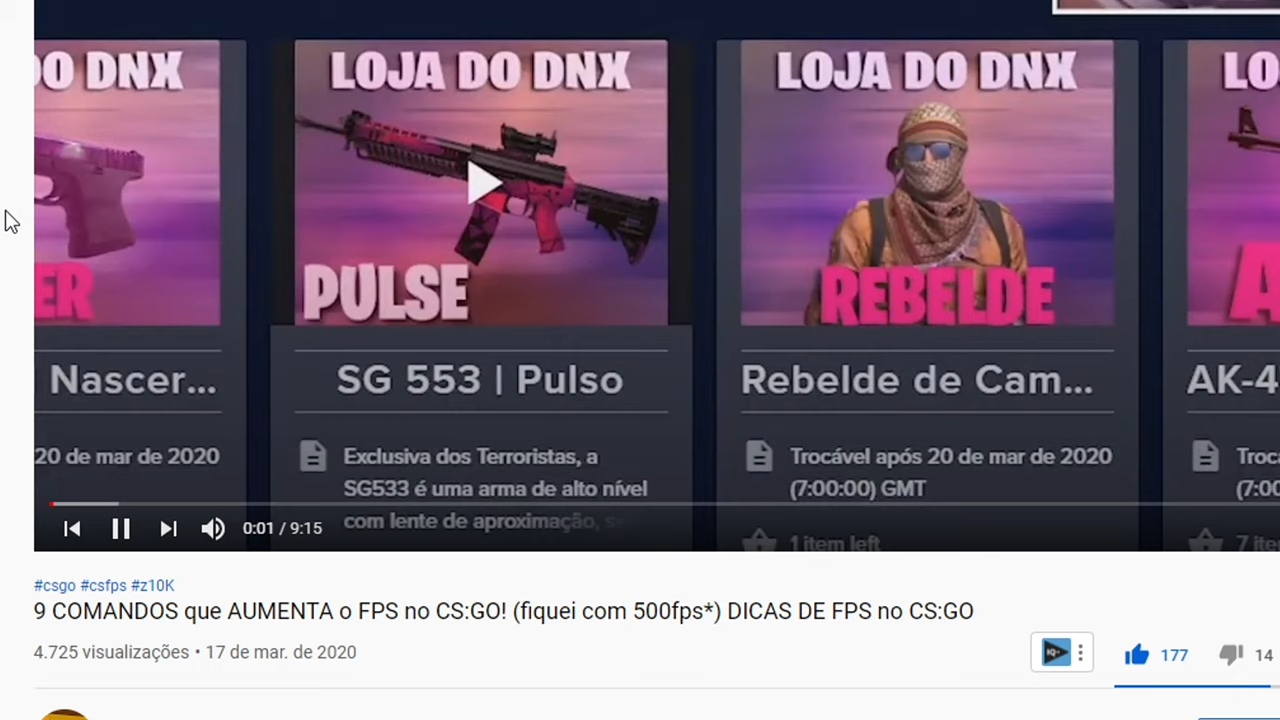 DO DNX
LOJA DO DNX
LOJA DO DNX
LO
ER
PULSE
REBELDE
A
Nascer...
SG 553 | Pulso
Rebelde de Cam...
AK-4
20 de mar de 2020
Exclusiva dos Terroristas, a
SG533 é uma arma de alto nível
com lente de aproximação, s
Trocável após 20 de mar de 2020
(7:00:00) GMT
1 item left
Troc
(7:00
7 ite
0:01 / 9:15
#csgo #csfps #z10K
9 COMANDOS que AUMENTA o FPS no CS:GO! (fiquei com 500fps*) DICAS DE FPS no CS:GO
4.725 visualizações • 17 de mar. de 2020
IQ
177
14